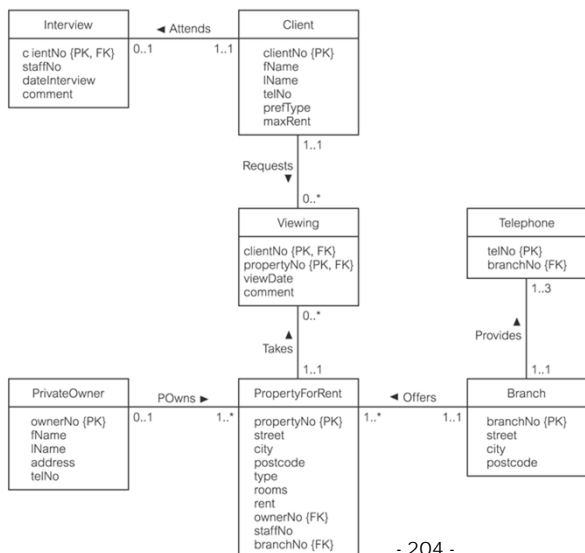 Interview
c ientNo {PK, FK}
staffNo
dateInterview
comment
◄ Attends
0..1
1..1
Client
clientNo {PK}
fName
lName
telNo
prefType
maxRent
1..1
Requests
▼
0..*
Viewing
clientNo {PK, FK}
propertyNo {PK, FK}
viewDate
comment
0..*
▲
Takes
1..1
Telephone
telNo {PK}
branchNo {FK}
1..3
▲
Provides
1..1
PrivateOwner
ownerNo {PK}
fName
lName
address
telNo
POwns ►
0..1
1..*
PropertyForRent
propertyNo {PK}
street
city
postcode
type
rooms
rent
ownerNo {FK}
staffNo
branchNo {FK}
◄ Offers
1..*
1..1
Branch
branchNo {PK}
street
city
postcode
- 204 -